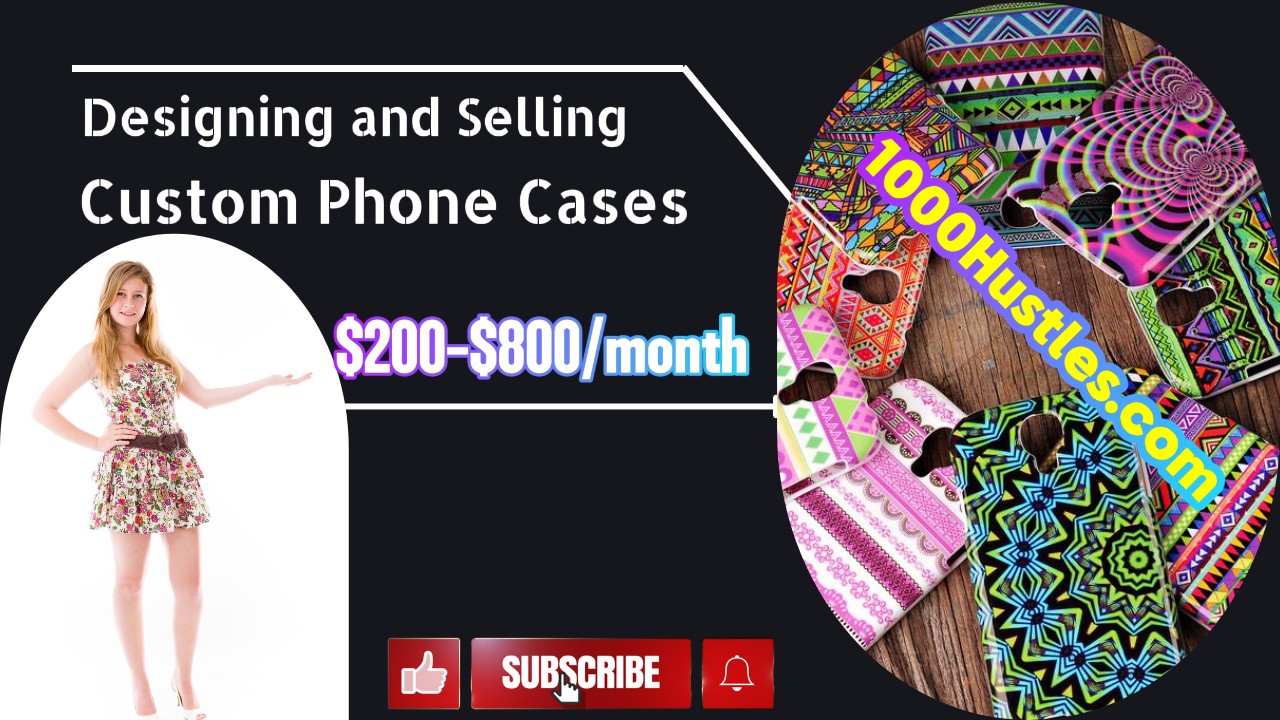 Designing and Selling
Custom Phone Cases
$200-$800/month
1000Hustles.com
SUBSCRIBE